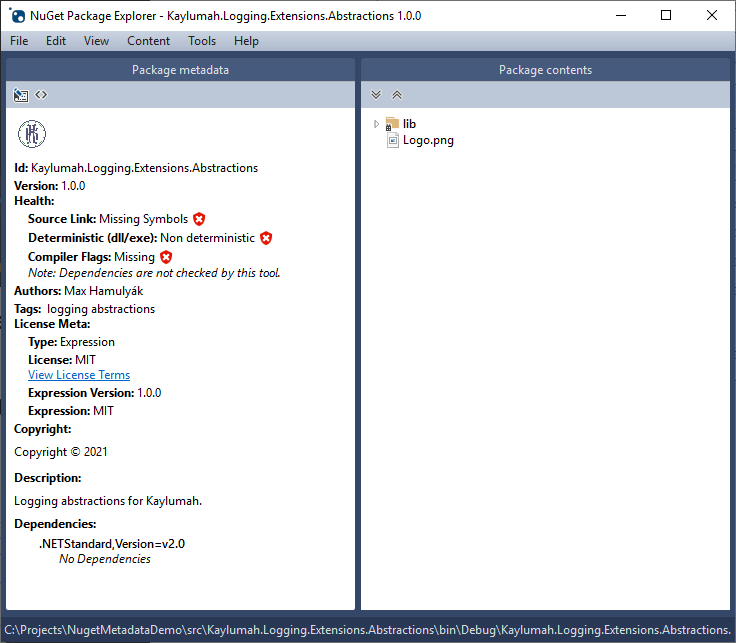 NuGet Package Explorer - Kaylumah.Logging.Extensions.Abstractions 1.0.0
File Edit View Content Tools Help
Package metadata
Id: Kaylumah.Logging.Extensions.Abstractions
Version: 1.0.0
Health:
Source Link: Missing Symbols
Deterministic (dll/exe): Non deterministic
Compiler Flags: Missing
Note: Dependencies are not checked by this tool.
Authors: Max Hamulyák
Tags: logging abstractions
License Meta:
Type: Expression
License: MIT
View License Terms
Expression Version: 1.0.0
Expression: MIT
Copyright:
Copyright © 2021
Description:
Logging abstractions for Kaylumah.
Dependencies:
.NETStandard,Version=v2.0
No Dependencies
Package contents
lib
Logo.png
C:\Projects\NugetMetadataDemo\src\Kaylumah.Logging.Extensions.Abstractions\bin\Debug\Kaylumah.Logging.Extensions.Abstractions.